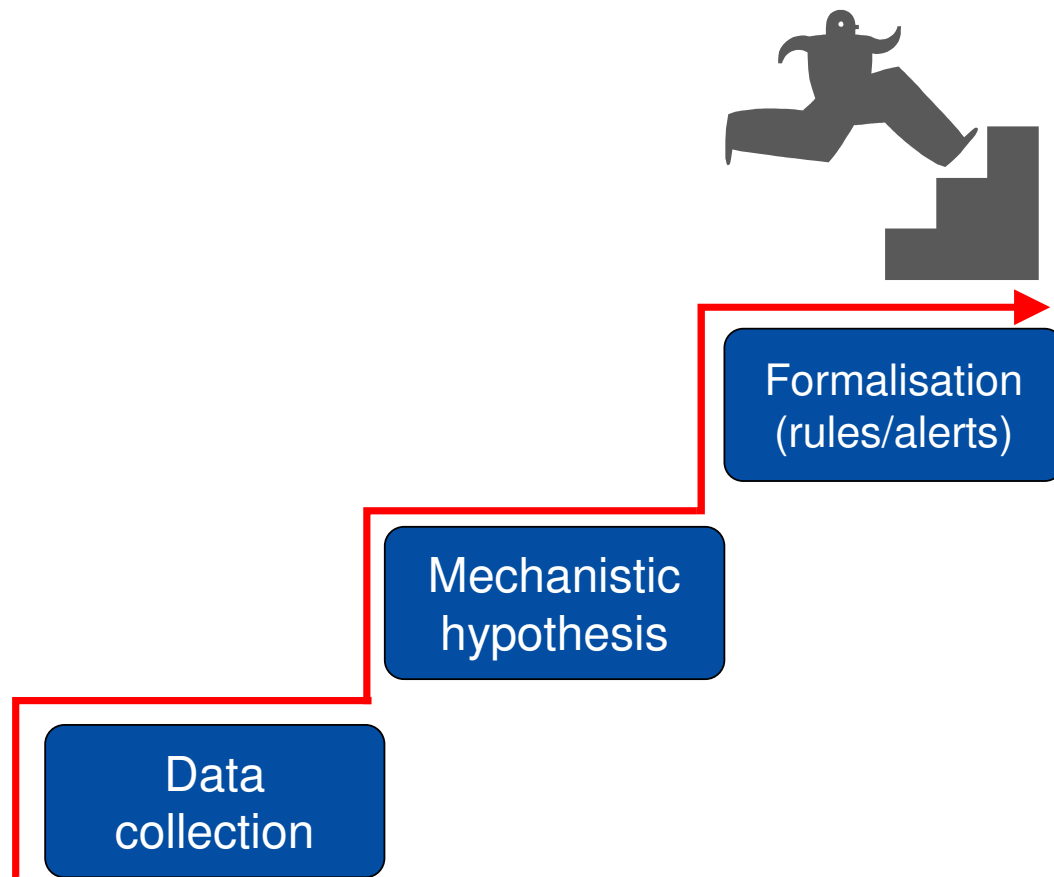 Formalisation
(rules/alerts)
Mechanistic
hypothesis
Data
collection